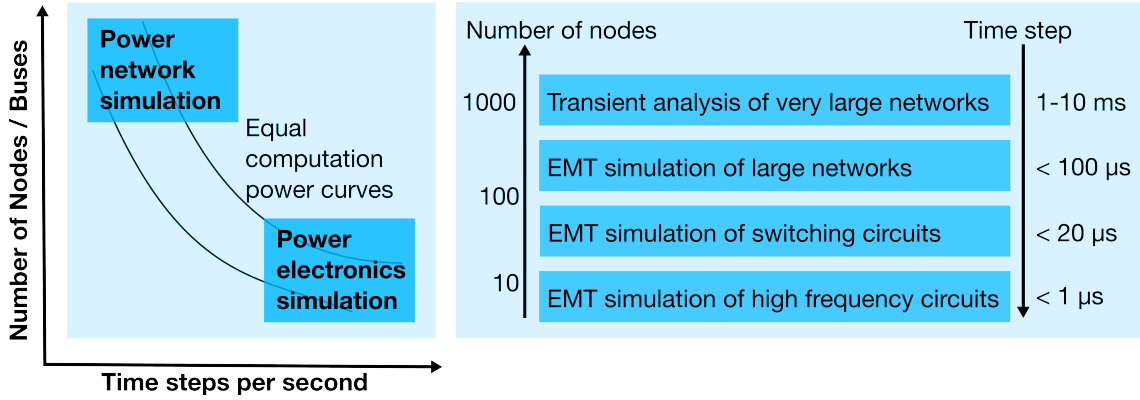 Number of Nodes / Buses
Power
network
simulation
Equal
computation
power curves
Power
electronics
simulation
Time steps per second
Number of nodes
Time step
1000
Transient analysis of very large networks
1-10 ms
EMT simulation of large networks
< 100 µs
100
EMT simulation of switching circuits
< 20 µs
10
EMT simulation of high frequency circuits
< 1 µs